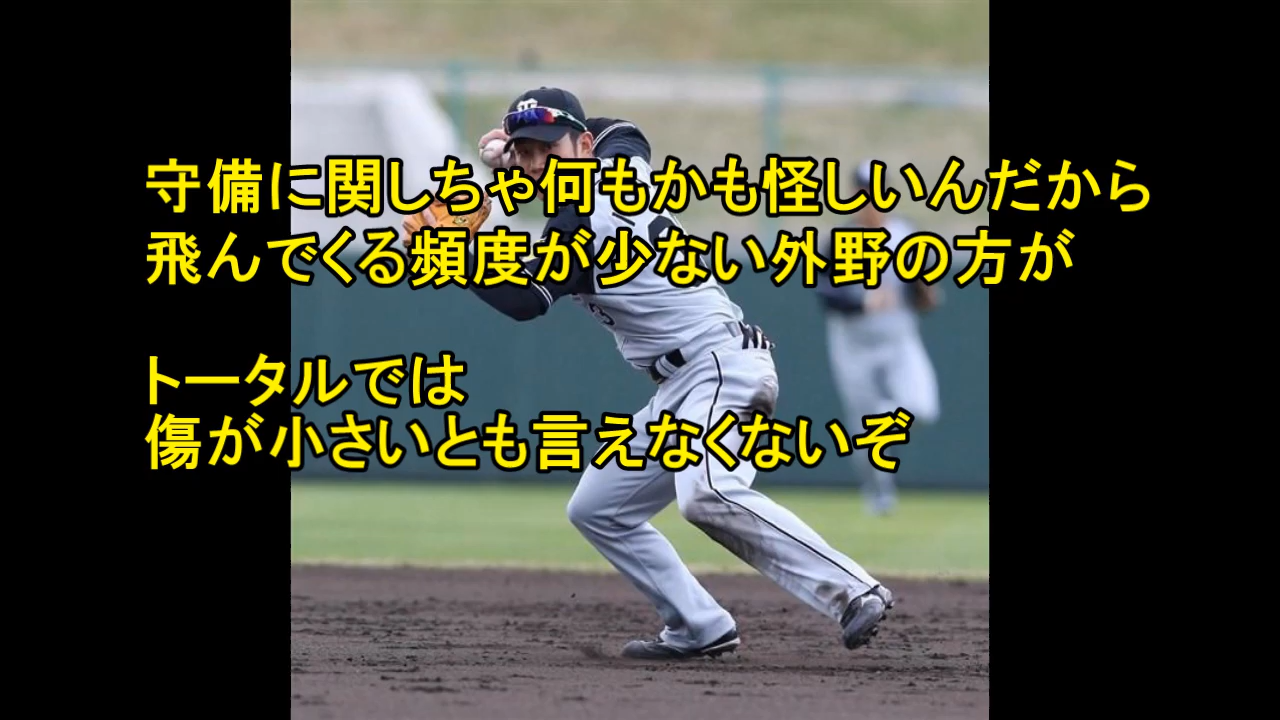 守備に関しちゃ何もかも怪しいんだから
飛んでくる頻度が少ない外野の方が
トータルでは
傷が小さいとも言えなくないぞ